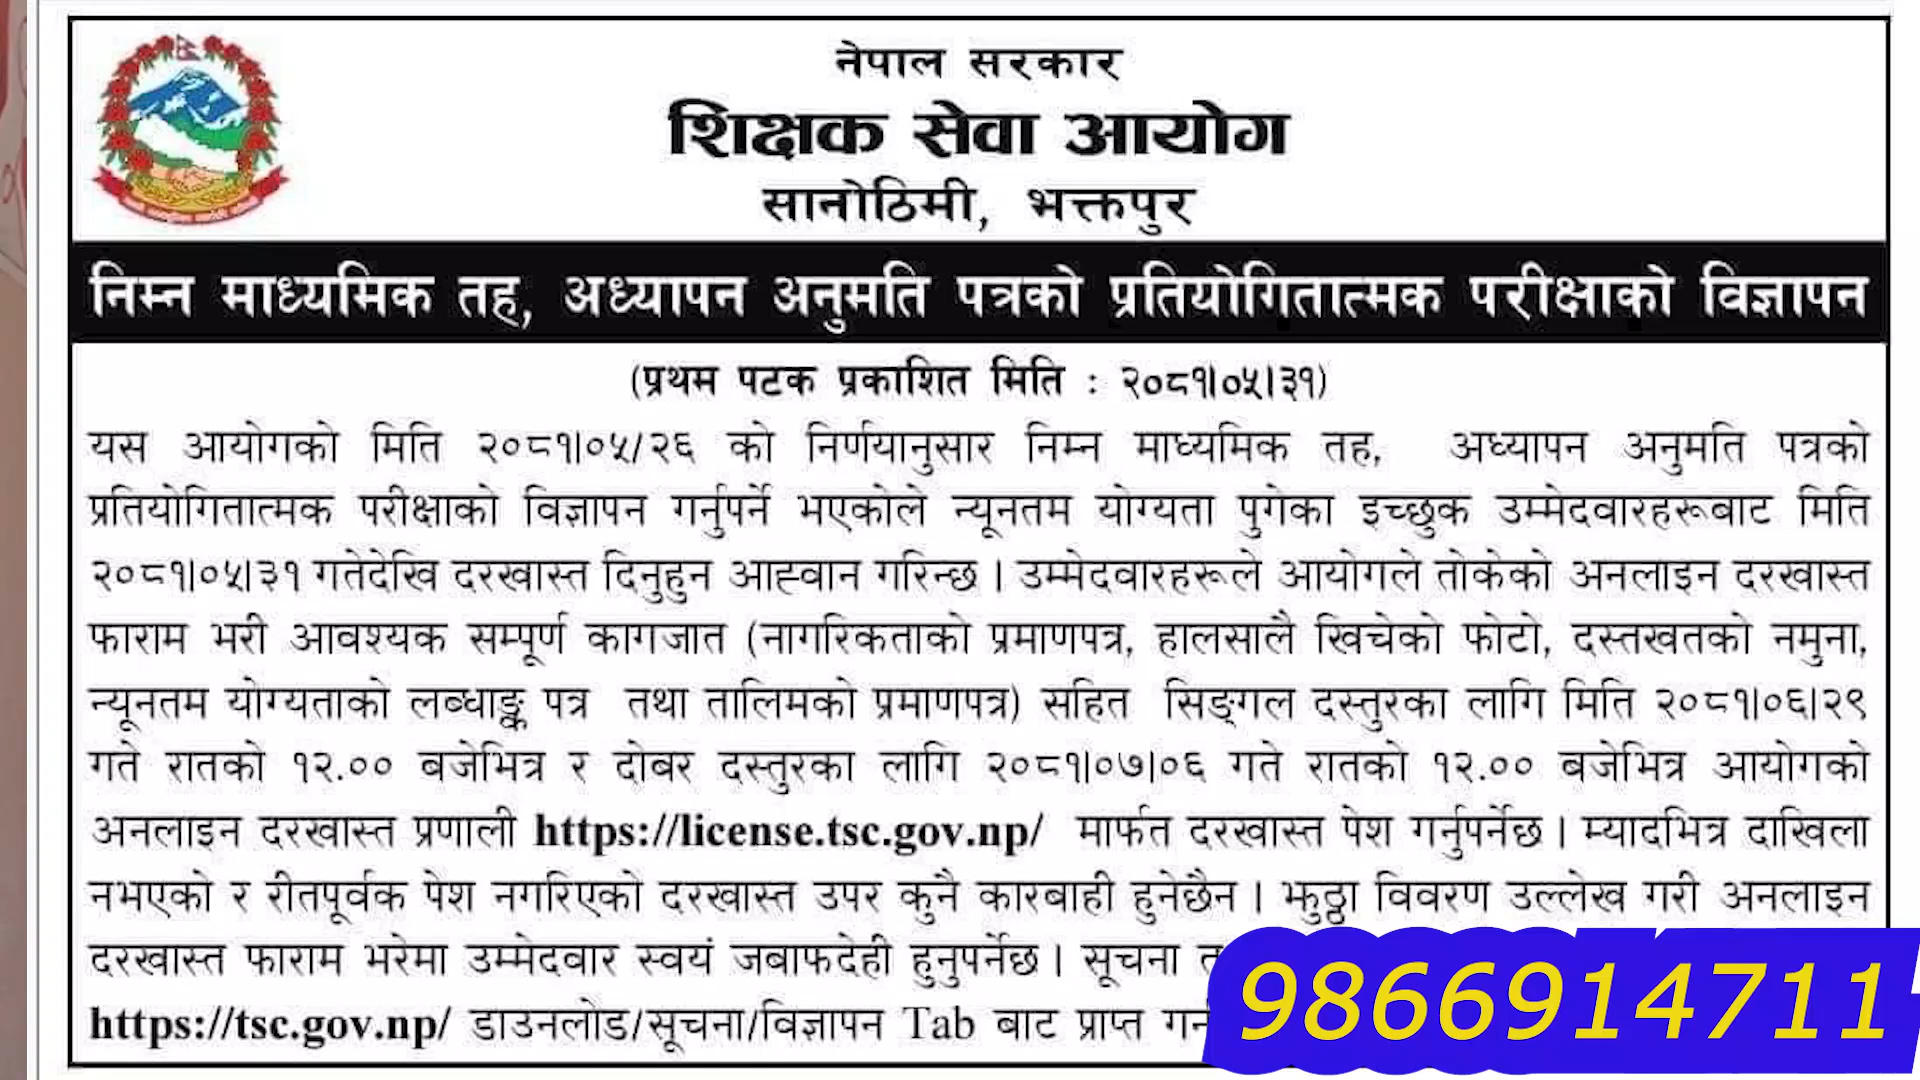 नेपाल सरकार
शिक्षक सेवा आयोग
सानोठिमी, भक्तपुर
निम्न माध्यमिक तह, अध्यापन अनुमति पत्रको प्रतियोगितात्मक परीक्षाको विज्ञापन
(प्रथम पटक प्रकाशित मिति : २०८१।०५।३१)
यस आयोगको मिति २०८१।०५/२६ को निर्णयानुसार निम्न माध्यमिक तह, अध्यापन अनुमति पत्रको
प्रतियोगितात्मक परीक्षाको विज्ञापन गर्नुपर्ने भएकोले न्यूनतम योग्यता पुगेका इच्छुक उम्मेदवारहरूबाट मिति
२०८१।०५।३१ गतेदेखि दरखास्त दिनुहुन आह्वान गरिन्छ । उम्मेदवारहरूले आयोगले तोकेको अनलाइन दरखास्त
फाराम भरी आवश्यक सम्पूर्ण कागजात (नागरिकताको प्रमाणपत्र, हालसालै खिचेको फोटो, दस्तखतको नमुना,
न्यूनतम योग्यताको लब्धाङ्क पत्र तथा तालिमको प्रमाणपत्र) सहित सिङ्गल दस्तुरका लागि मिति २०८१।०६।२९
गते रातको १२.०० बजेभित्र र दोबर दस्तुरका लागि २०८१।०७।०६ गते रातको १२.०० बजेभित्र आयोगको
अनलाइन दरखास्त प्रणाली https://license.tsc.gov.np/ मार्फत दरखास्त पेश गर्नुपर्नेछ । म्यादभित्र दाखिला
नभएको र रीतपूर्वक पेश नगरिएको दरखास्त उपर कुनै कारबाही हुनेछैन । झुठ्ठा विवरण उल्लेख गरी अनलाइन
दरखास्त फाराम भरेमा उम्मेदवार स्वयं जबाफदेही हुनुपर्नेछ । सूचना
https://tsc.gov.np/ डाउनलोड/सूचना/विज्ञापन Tab बाट प्राप्त
9866914711